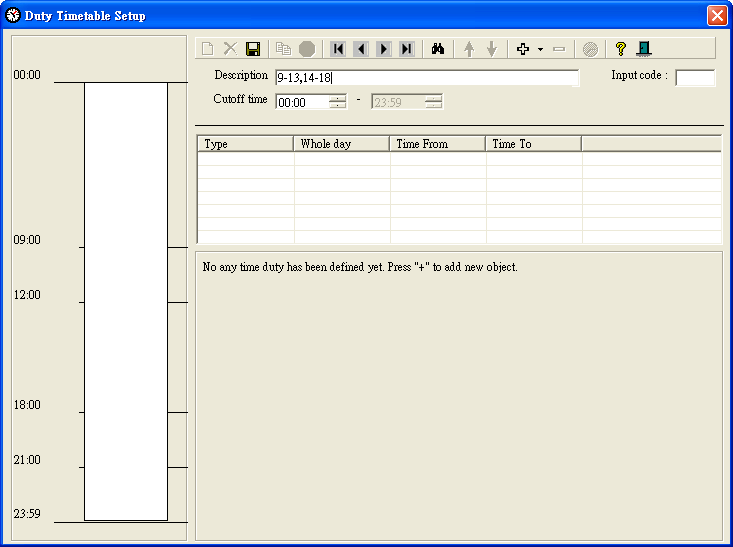 Duty Timetable Setup
00:00
09:00
12:00
18:00
21:00
23:59
Description 9-13,14-18 Input code :
Cutoff time 00:00 - 23:59
Type Whole day Time From Time To
No any time duty has been defined yet. Press "+" to add new object.